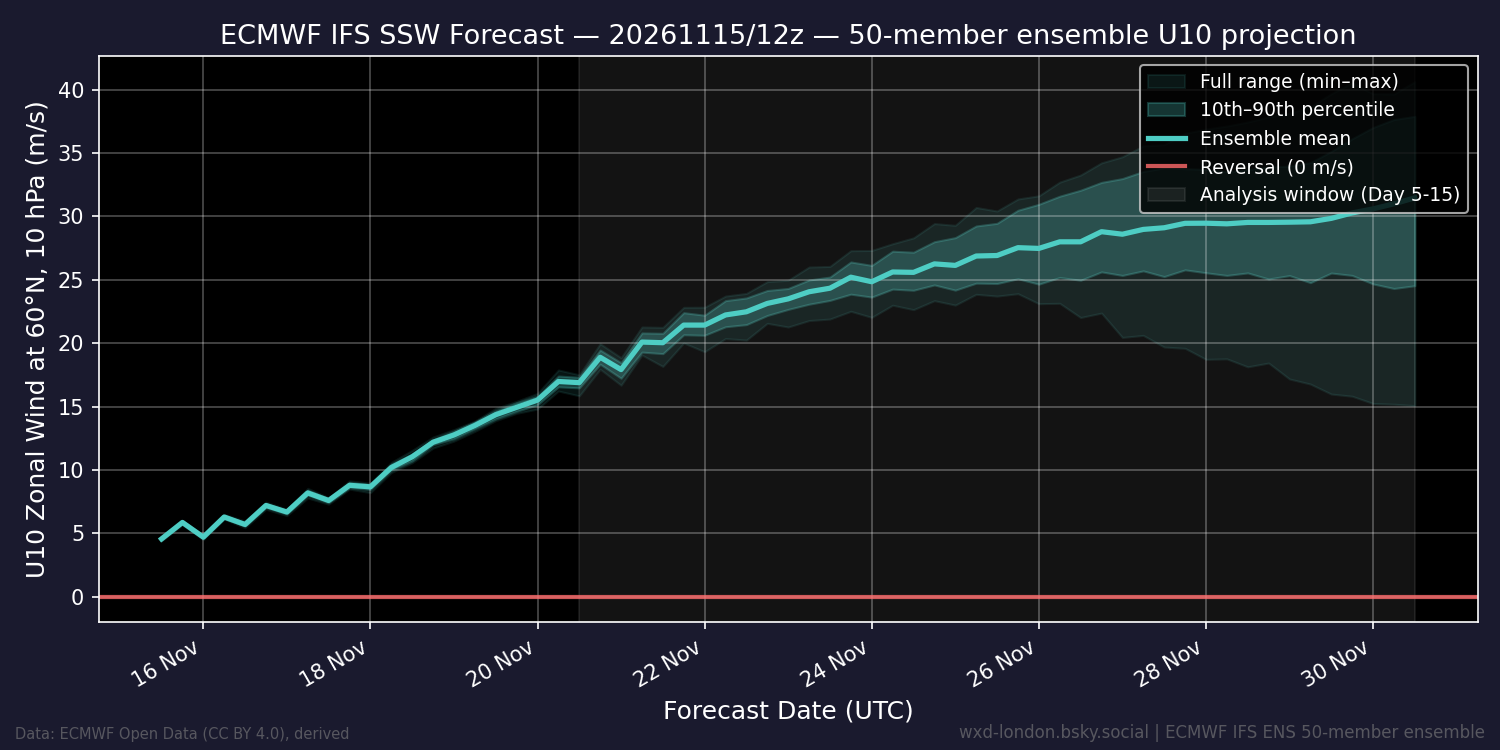 ECMWF IFS SSW Forecast — 20261115/12z — 50-member ensemble U10 projection
U10 Zonal Wind at 60°N, 10 hPa (m/s)
40
35
30
25
20
15
10
5
0
Full range (min–max)
10th–90th percentile
Ensemble mean
Reversal (0 m/s)
Analysis window (Day 5-15)
16 Nov
18 Nov
20 Nov
22 Nov
24 Nov
26 Nov
28 Nov
30 Nov
Forecast Date (UTC)
Data: ECMWF Open Data (CC BY 4.0), derived
wxd-london.bsky.social | ECMWF IFS ENS 50-member ensemble